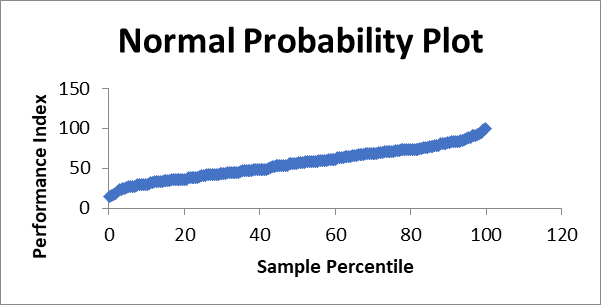 Normal Probability Plot
Performance Index
150
100
50
0
0 20 40 60 80 100 120
Sample Percentile